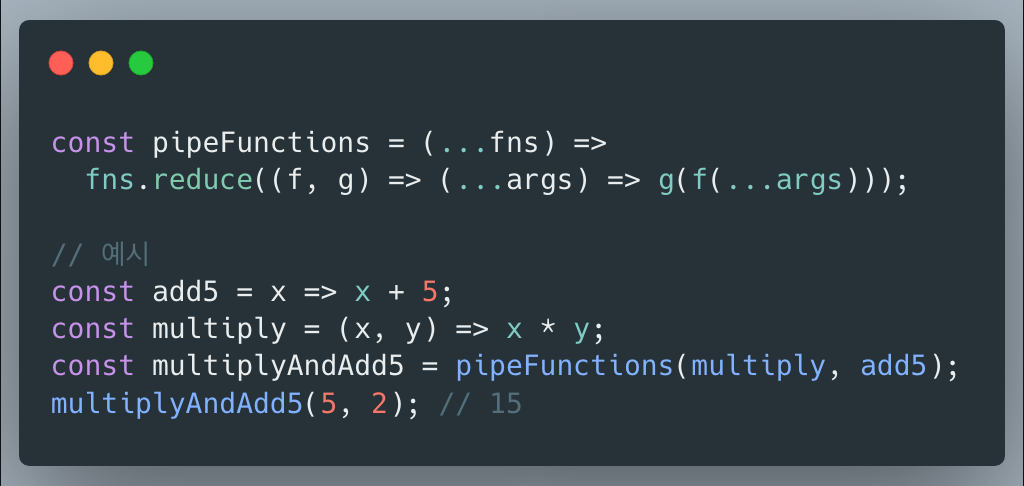 const pipeFunctions = (...fns) =>
  fns.reduce((f, g) => (...args) => g(f(...args)));

// 예시
const add5 = x => x + 5;
const multiply = (x, y) => x * y;
const multiplyAndAdd5 = pipeFunctions(multiply, add5);
multiplyAndAdd5(5, 2); // 15